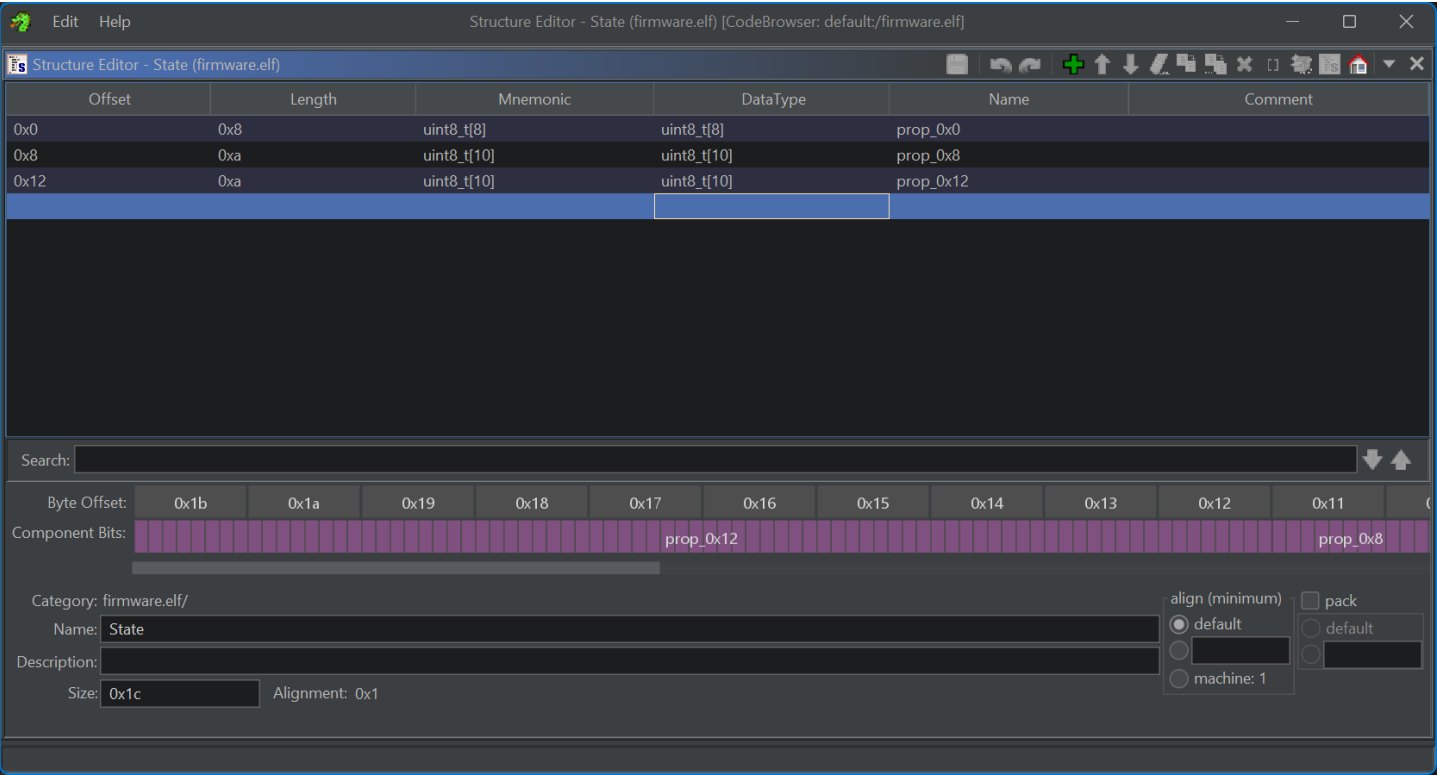 Edit Help Structure Editor - State (firmware.elf) [CodeBrowser: default:/firmware.elf]
Structure Editor - State (firmware.elf)
Offset Length Mnemonic DataType Name Comment
0x0 0x8 uint8_t[8] uint8_t[8] prop_0x0
0x8 0xa uint8_t[10] uint8_t[10] prop_0x8
0x12 0xa uint8_t[10] uint8_t[10] prop_0x12
Search:
Byte Offset: 0x1b 0x1a 0x19 0x18 0x17 0x16 0x15 0x14 0x13 0x12 0x11
Component Bits: prop_0x12 prop_0x8
Category: firmware.elf/ align (minimum) pack
Name: State default default
Description:
Size: 0x1c Alignment: 0x1 machine: 1